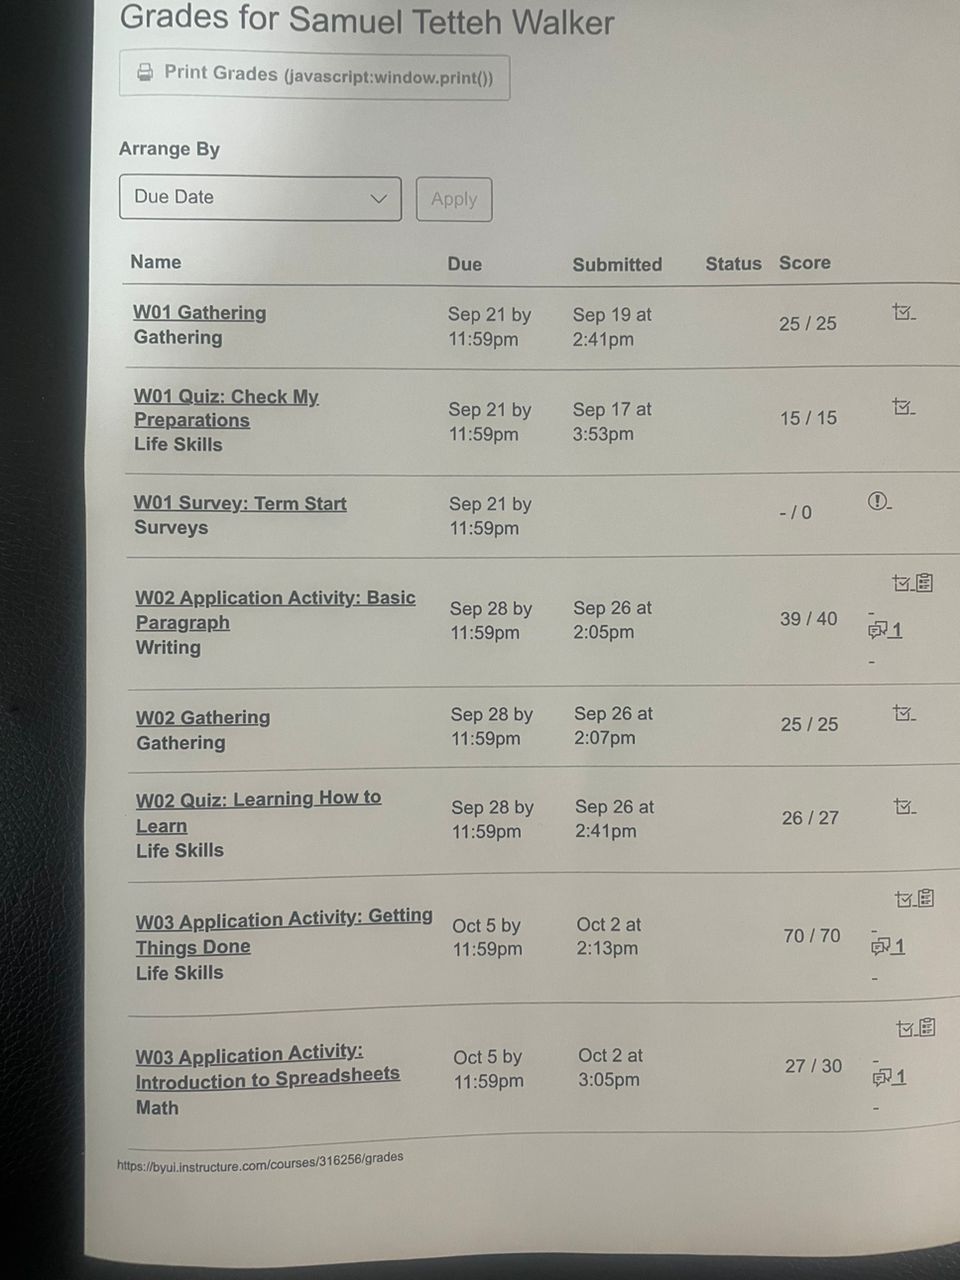 Grades for Samuel Tetteh Walker
Print Grades (javascript:window.print())
Arrange By
Due Date
Apply
Name Due Submitted Status Score
W01 Gathering
Gathering
Sep 21 by
11:59pm
Sep 19 at
2:41pm
25 / 25
W01 Quiz: Check My
Preparations
Life Skills
Sep 21 by
11:59pm
Sep 17 at
3:53pm
15 / 15
W01 Survey: Term Start
Surveys
Sep 21 by
11:59pm
- / 0
W02 Application Activity: Basic
Paragraph
Writing
Sep 28 by
11:59pm
Sep 26 at
2:05pm
39 / 40
1
W02 Gathering
Gathering
Sep 28 by
11:59pm
Sep 26 at
2:07pm
25 / 25
W02 Quiz: Learning How to
Learn
Life Skills
Sep 28 by
11:59pm
Sep 26 at
2:41pm
26 / 27
W03 Application Activity: Getting
Things Done
Life Skills
Oct 5 by
11:59pm
Oct 2 at
2:13pm
70 / 70
1
W03 Application Activity:
Introduction to Spreadsheets
Math
Oct 5 by
11:59pm
Oct 2 at
3:05pm
27 / 30
1
https://byui.instructure.com/courses/316256/grades